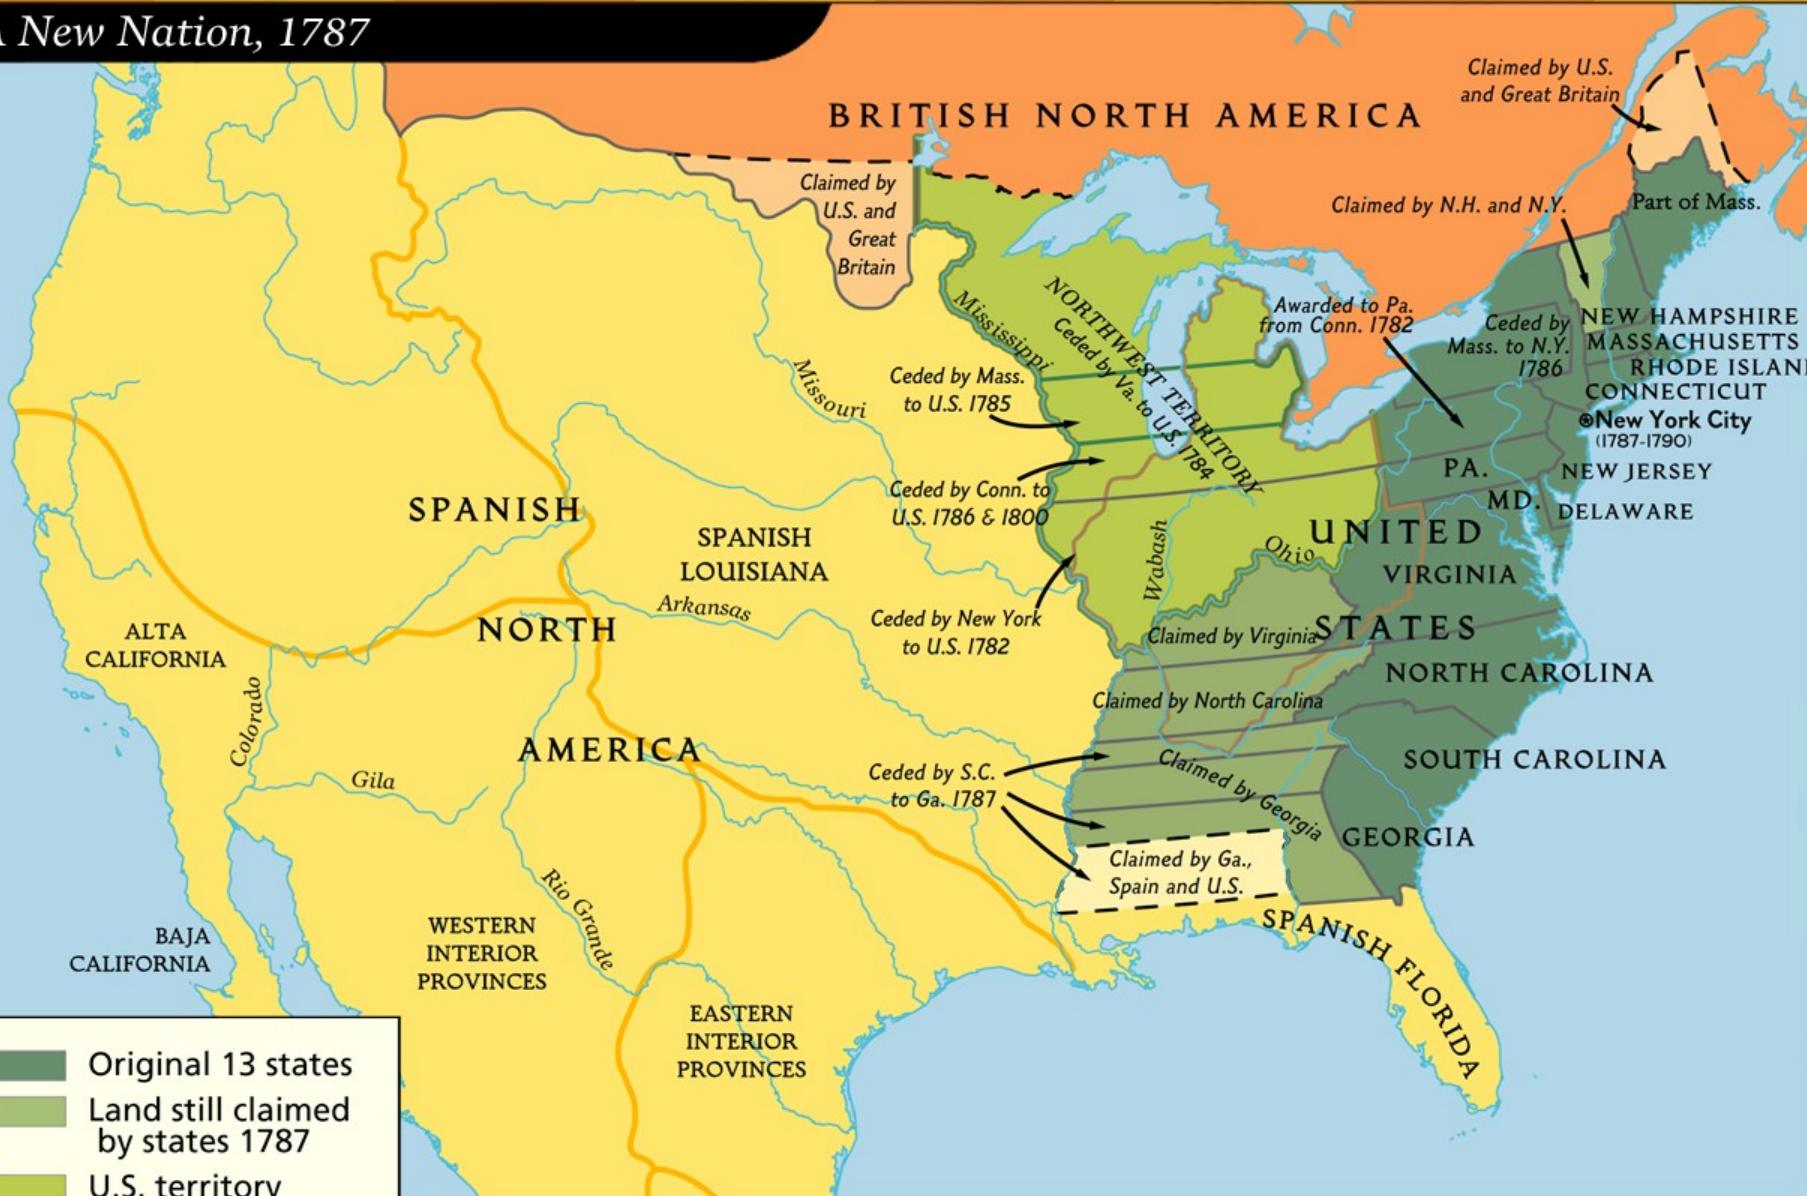 A New Nation, 1787
BRITISH NORTH AMERICA
Claimed by U.S.
and Great Britain
Claimed by
U.S. and
Great
Britain
Claimed by N.H. and N.Y.
Part of Mass.
NORTHWEST TERRITORY
Ceded by Va. to U.S. 1784
Mississippi
Awarded to Pa.
from Conn. 1782
Ceded by
Mass. to N.Y.
1786
NEW HAMPSHIRE
MASSACHUSETTS
RHODE ISLAN
CONNECTICUT
New York City
(1787-1790)
Missouri
Ceded by Mass.
to U.S. 1785
PA.
NEW JERSEY
MD.
DELAWARE
Ceded by Conn. to
U.S. 1786 & 1800
SPANISH
NORTH
AMERICA
SPANISH
LOUISIANA
Arkansas
Wabash
Ohio
UNITED
STATES
VIRGINIA
Ceded by New York
to U.S. 1782
Claimed by Virginia
ALTA
CALIFORNIA
Colorado
Gila
NORTH CAROLINA
Claimed by North Carolina
SOUTH CAROLINA
Ceded by S.C.
to Ga. 1787
Claimed by Georgia
GEORGIA
Claimed by Ga.,
Spain and U.S.
Rio Grande
SPANISH FLORIDA
BAJA
CALIFORNIA
WESTERN
INTERIOR
PROVINCES
EASTERN
INTERIOR
PROVINCES
Original 13 states
Land still claimed
by states 1787
U.S. territory